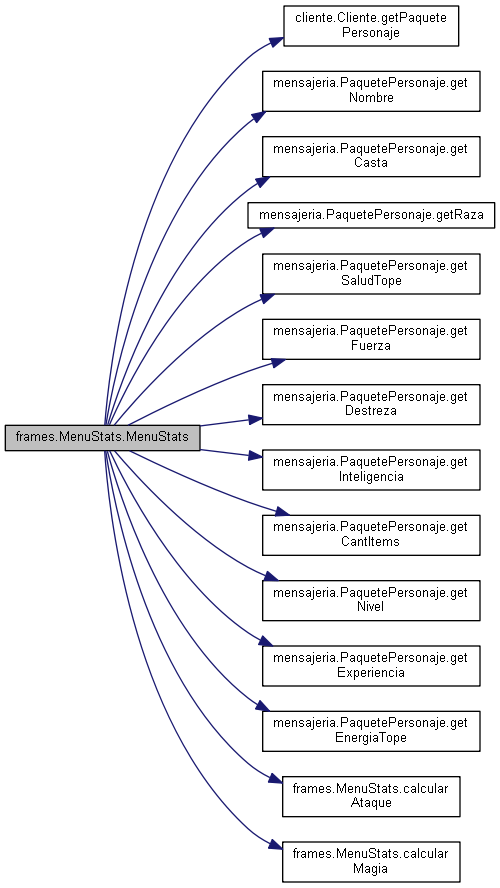 cliente.Cliente.getPaquete
Personaje
mensajeria.PaquetePersonaje.get
Nombre
mensajeria.PaquetePersonaje.get
Casta
mensajeria.PaquetePersonaje.getRaza
mensajeria.PaquetePersonaje.get
SaludTope
mensajeria.PaquetePersonaje.get
Fuerza
mensajeria.PaquetePersonaje.get
Destreza
frames.MenuStats.MenuStats
mensajeria.PaquetePersonaje.get
Inteligencia
mensajeria.PaquetePersonaje.get
CantItems
mensajeria.PaquetePersonaje.get
Nivel
mensajeria.PaquetePersonaje.get
Experiencia
mensajeria.PaquetePersonaje.get
EnergiaTope
frames.MenuStats.calcular
Ataque
frames.MenuStats.calcular
Magia